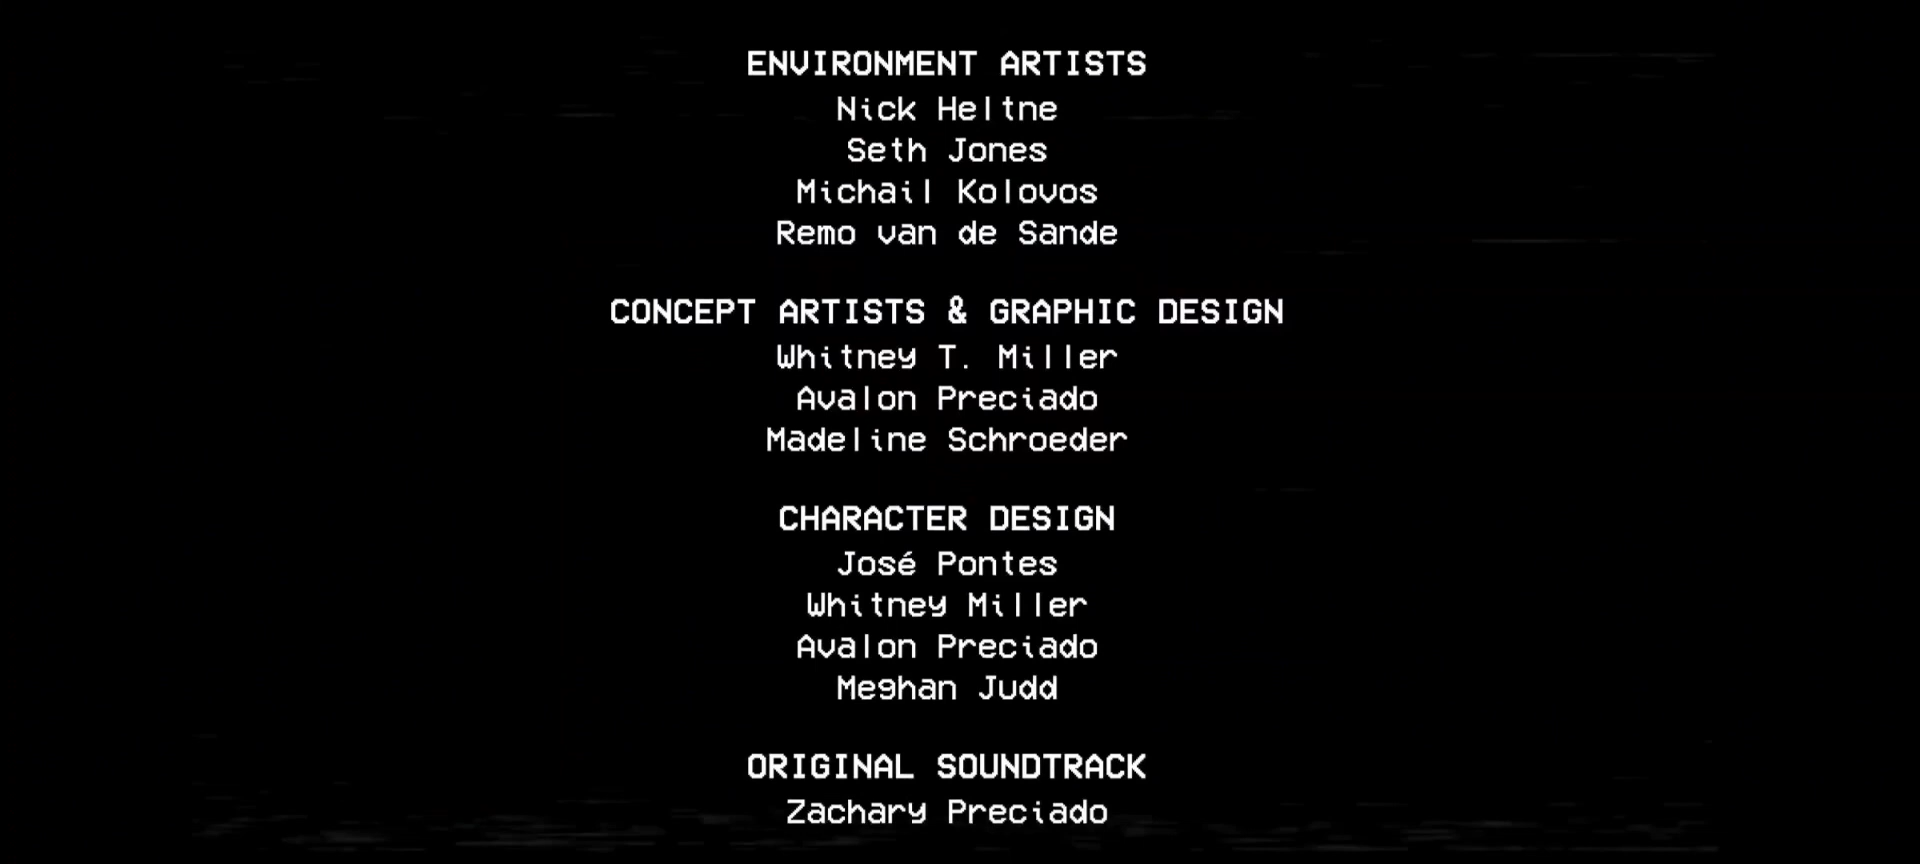 ENVIRONMENT ARTISTS
Nick Heltne
Seth Jones
Michail Kolovos
Remo van de Sande
CONCEPT ARTISTS & GRAPHIC DESIGN
Whitney T. Miller
Avalon Preciado
Madeline Schroeder
CHARACTER DESIGN
José Pontes
Whitney Miller
Avalon Preciado
Meghan Judd
ORIGINAL SOUNDTRACK
Zachary Preciado